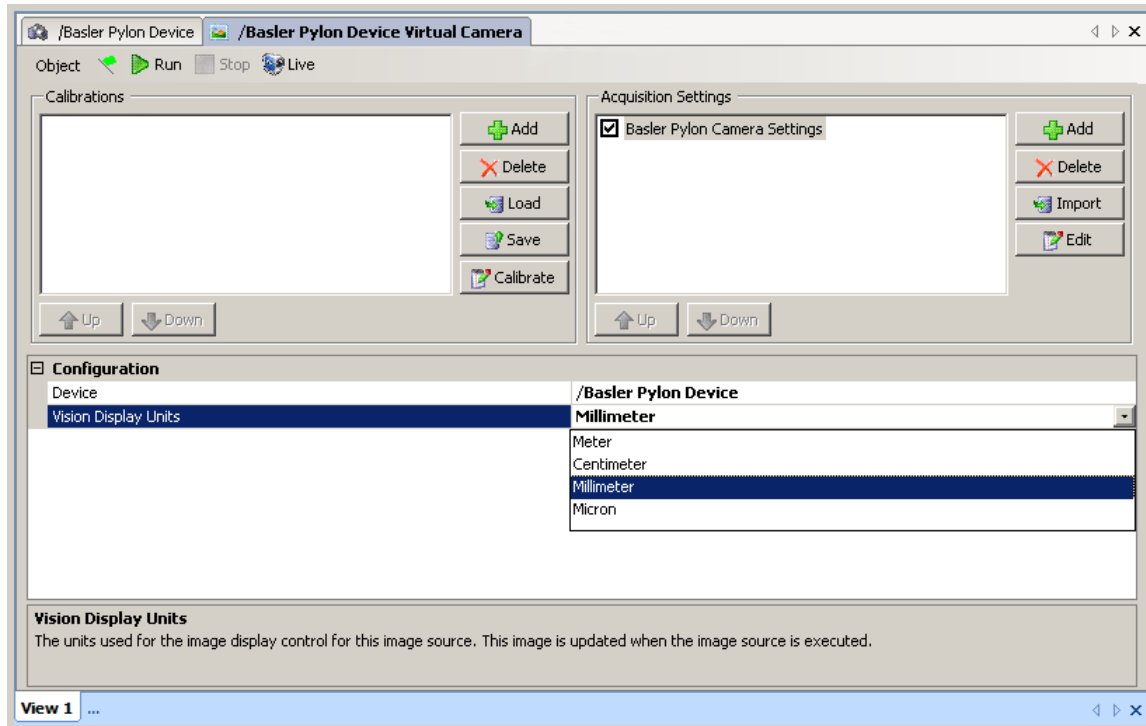 /Basler Pylon Device /Basler Pylon Device Virtual Camera
Object Run Stop Live
Calibrations
Add
Delete
Load
Save
Calibrate
Up Down
Acquisition Settings
Basler Pylon Camera Settings
Add
Delete
Import
Edit
Up Down
Configuration
Device /Basler Pylon Device
Vision Display Units Millimeter
Meter
Centimeter
Millimeter
Micron
Vision Display Units
The units used for the image display control for this image source. This image is updated when the image source is executed.
View 1 ...